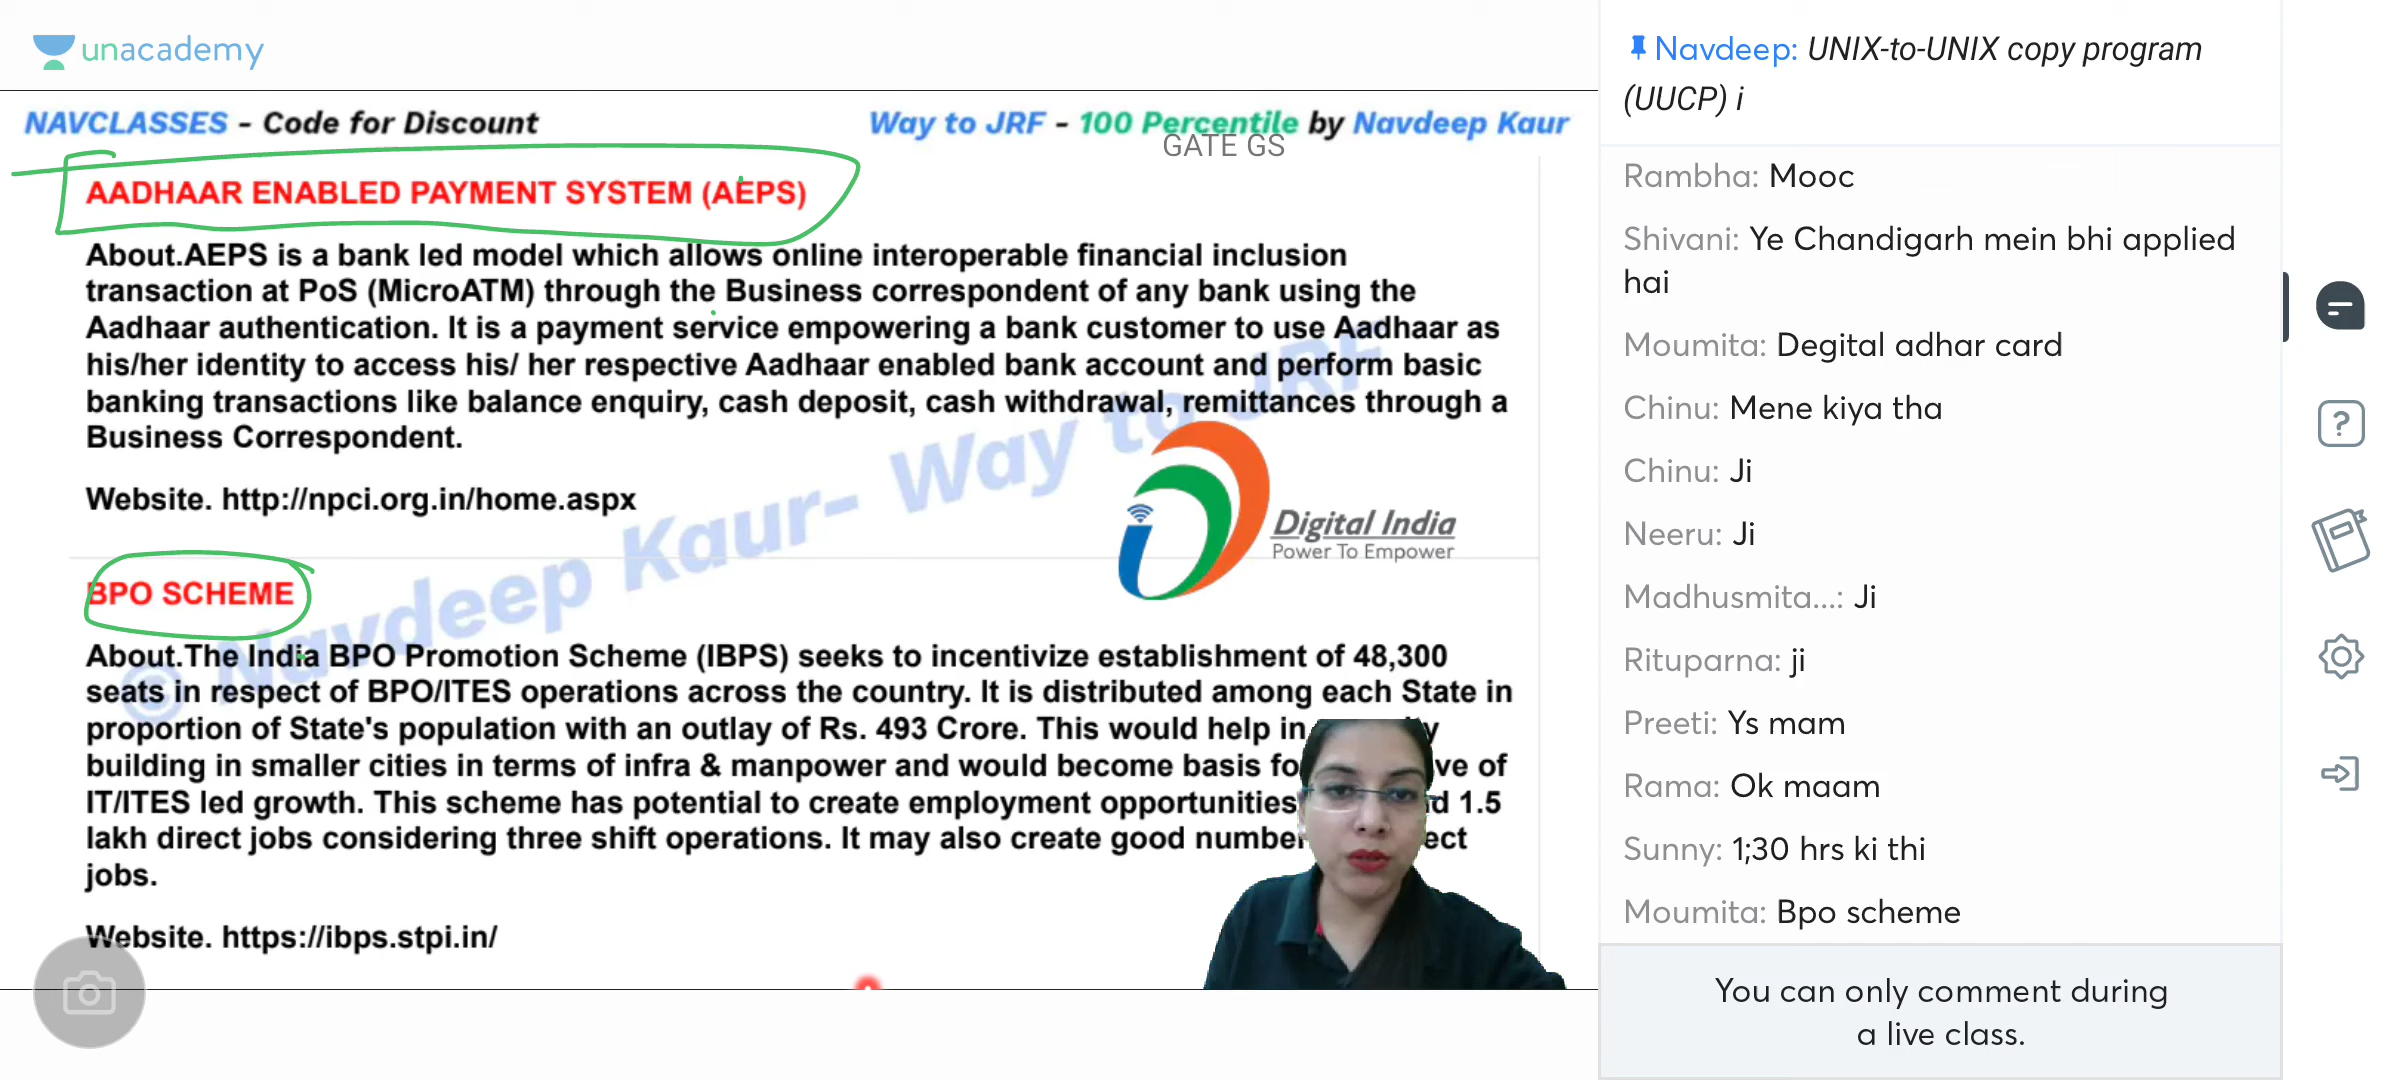 unacademy
NAVCLASSES - Code for Discount
Way to JRF - 100 Percentile by Navdeep Kaur
GATE GS
AADHAAR ENABLED PAYMENT SYSTEM (AEPS)
About.AEPS is a bank led model which allows online interoperable financial inclusion
transaction at PoS (MicroATM) through the Business correspondent of any bank using the
Aadhaar authentication. It is a payment service empowering a bank customer to use Aadhaar as
his/her identity to access his/ her respective Aadhaar enabled bank account and perform basic
banking transactions like balance enquiry, cash deposit, cash withdrawal, remittances through a
Business Correspondent.
Website. http://npci.org.in/home.aspx
Digital India
Power To Empower
© Navdeep Kaur- Way to JRF
BPO SCHEME
About.The India BPO Promotion Scheme (IBPS) seeks to incentivize establishment of 48,300
seats in respect of BPO/ITES operations across the country. It is distributed among each State in
proportion of State's population with an outlay of Rs. 493 Crore. This would help in
building in smaller cities in terms of infra & manpower and would become basis of
IT/ITES led growth. This scheme has potential to create employment opportunities 1.5
lakh direct jobs considering three shift operations. It may also create good
jobs.
Website. https://ibps.stpi.in/
Navdeep: UNIX-to-UNIX copy program
(UUCP) i
Rambha: Mooc
Shivani: Ye Chandigarh mein bhi applied
hai
Moumita: Degital adhar card
Chinu: Mene kiya tha
Chinu: Ji
Neeru: Ji
Madhusmita...: Ji
Rituparna: ji
Preeti: Ys mam
Rama: Ok maam
Sunny: 1;30 hrs ki thi
Moumita: Bpo scheme
You can only comment during
a live class.